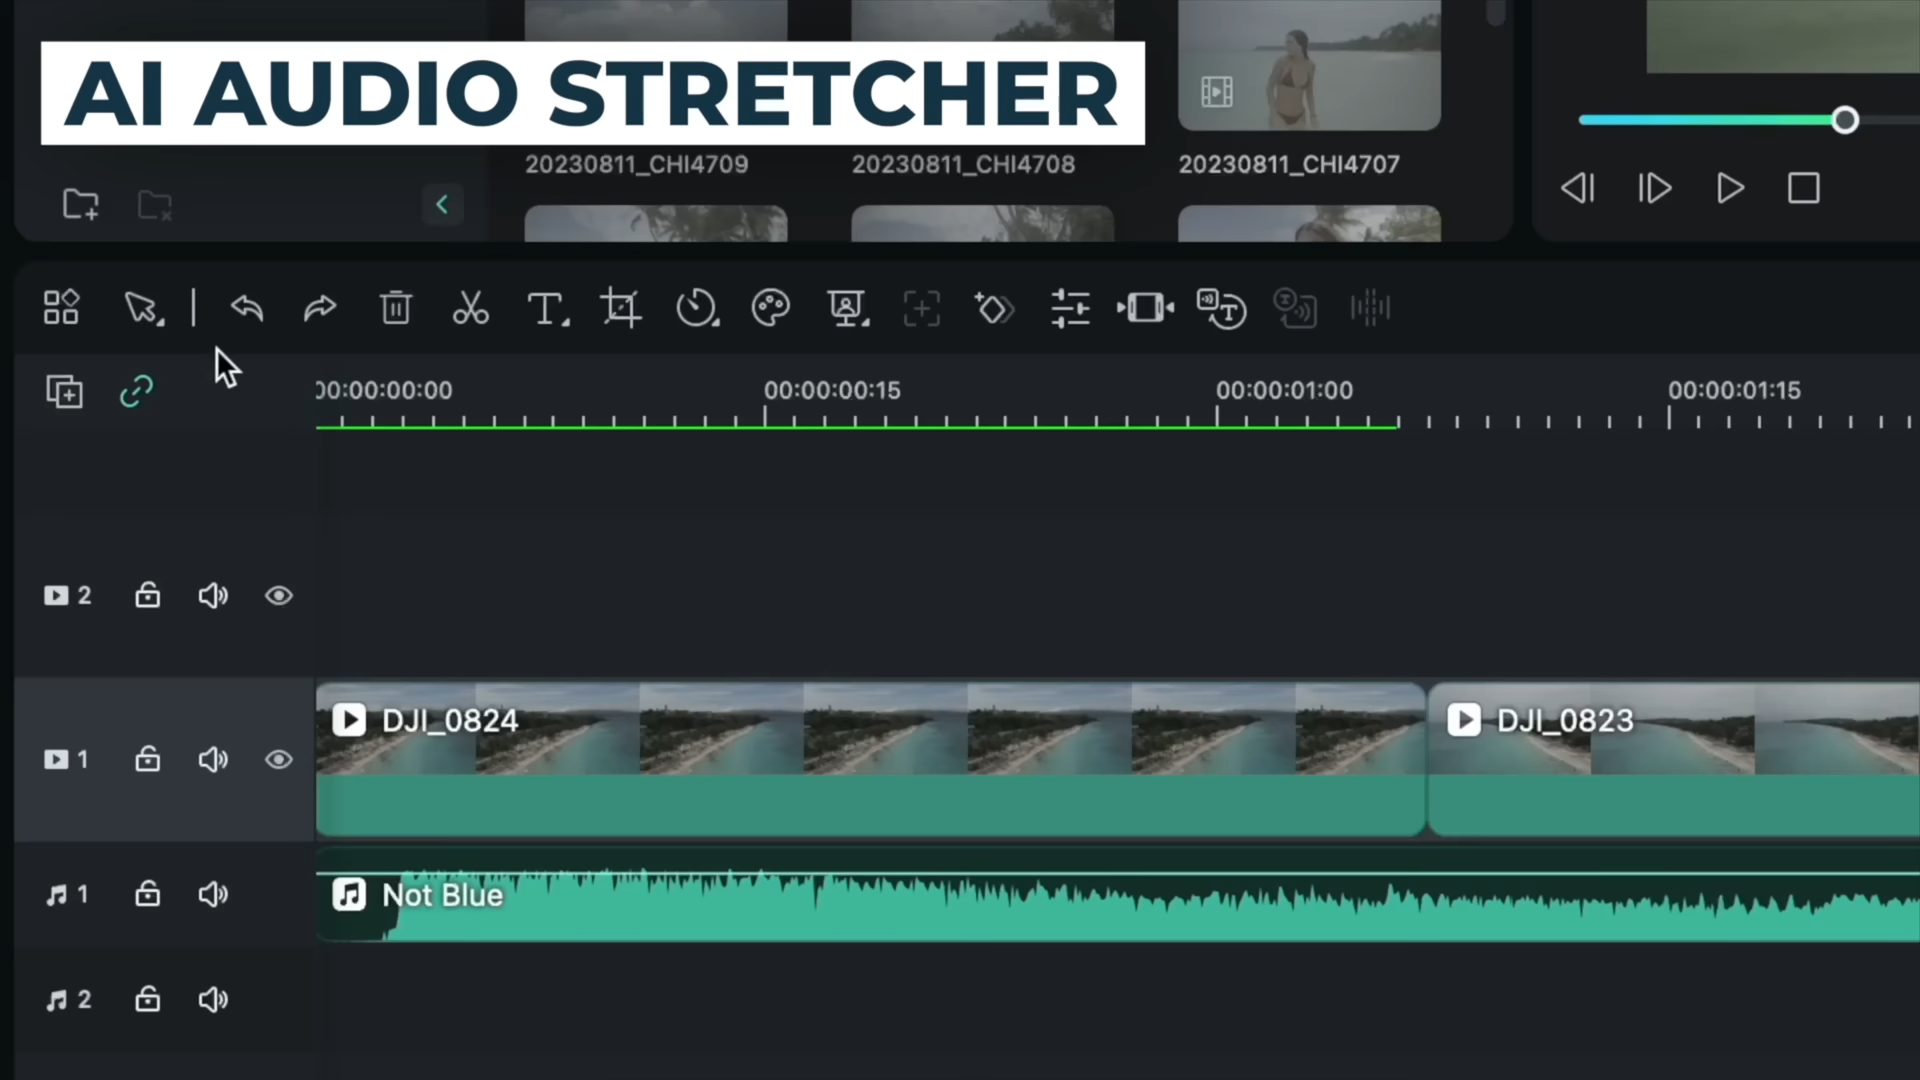 AI AUDIO STRETCHER
20230811_CHI4709
20230811_CHI4708
20230811_CHI4707
00:00:00:00
00:00:00:15
00:00:01:00
00:00:01:15
2
1
DJI_0824
DJI_0823
1
Not Blue
2